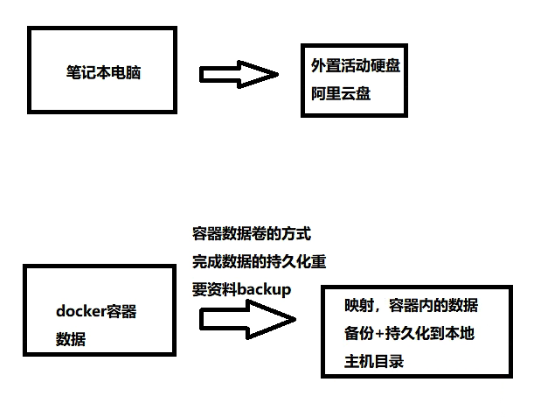 笔记本电脑
外置活动硬盘
阿里云盘
容器数据卷的方式
完成数据的持久化重
要资料backup
docker容器
数据
映射，容器内的数据
备份+持久化到本地
主机目录